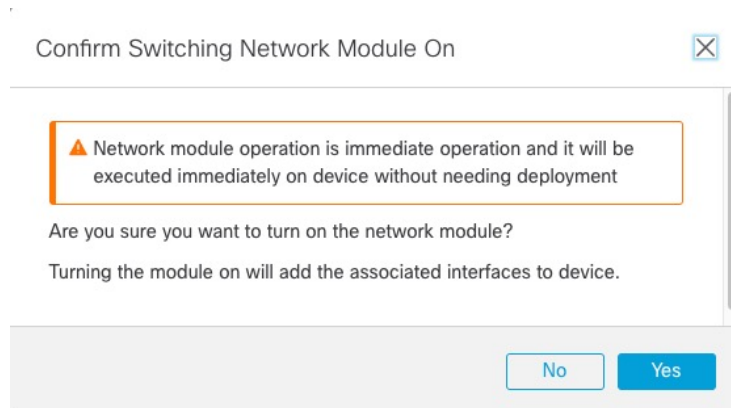 Confirm Switching Network Module On
Network module operation is immediate operation and it will be
executed immediately on device without needing deployment
Are you sure you want to turn on the network module?
Turning the module on will add the associated interfaces to device.
No
Yes